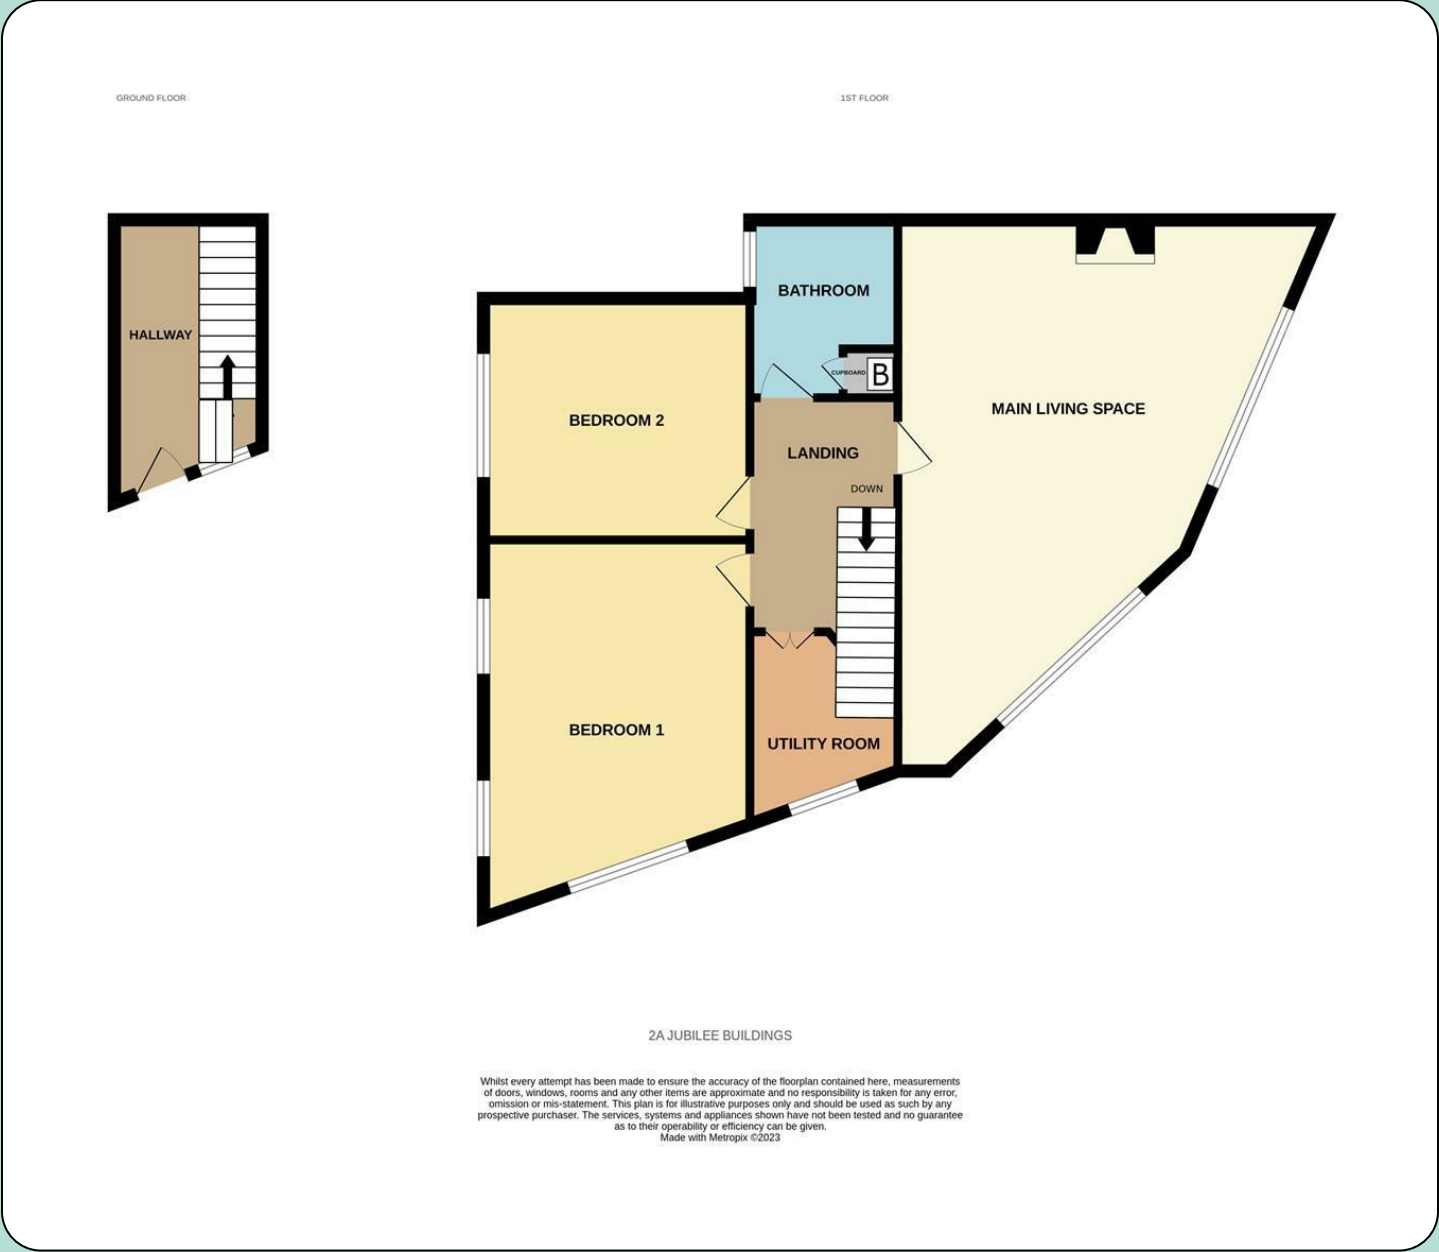 GROUND FLOOR
1ST FLOOR
HALLWAY
BATHROOM
CUPBOARD
B
MAIN LIVING SPACE
BEDROOM 2
LANDING
DOWN
BEDROOM 1
UTILITY ROOM
2A JUBILEE BUILDINGS
Whilst every attempt has been made to ensure the accuracy of the floorplan contained here, measurements
of doors, windows, rooms and any other items are approximate and no responsibility is taken for any error,
omission or mis-statement. This plan is for illustrative purposes only and should be used as such by any
prospective purchaser. The services, systems and appliances shown have not been tested and no guarantee
as to their operability or efficiency can be given.
Made with Metropix ©2023